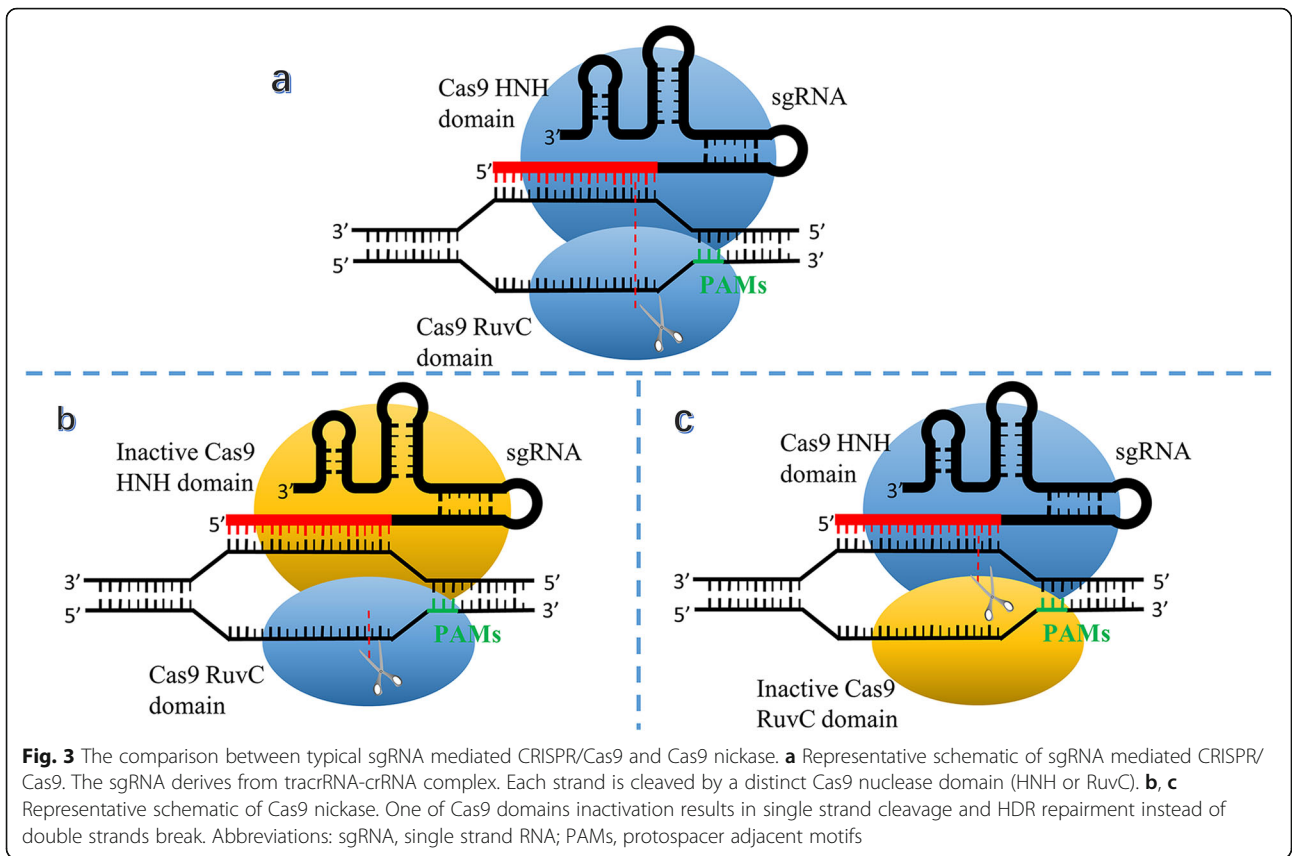 a
Cas9 HNH
domain
sgRNA
3’
5’
3’
5’
5’
3’
PAMs
Cas9 RuvC
domain
b
Inactive Cas9
HNH domain
sgRNA
3’
5’
3’
5’
5’
3’
PAMs
Cas9 RuvC
domain
c
Cas9 HNH
domain
sgRNA
3’
5’
3’
5’
5’
3’
PAMs
Inactive Cas9
RuvC domain
Fig. 3 The comparison between typical sgRNA mediated CRISPR/Cas9 and Cas9 nickase. a Representative schematic of sgRNA mediated CRISPR/
Cas9. The sgRNA derives from tracrRNA-crRNA complex. Each strand is cleaved by a distinct Cas9 nuclease domain (HNH or RuvC). b, c
Representative schematic of Cas9 nickase. One of Cas9 domains inactivation results in single strand cleavage and HDR repairment instead of
double strands break. Abbreviations: sgRNA, single strand RNA; PAMs, protospacer adjacent motifs